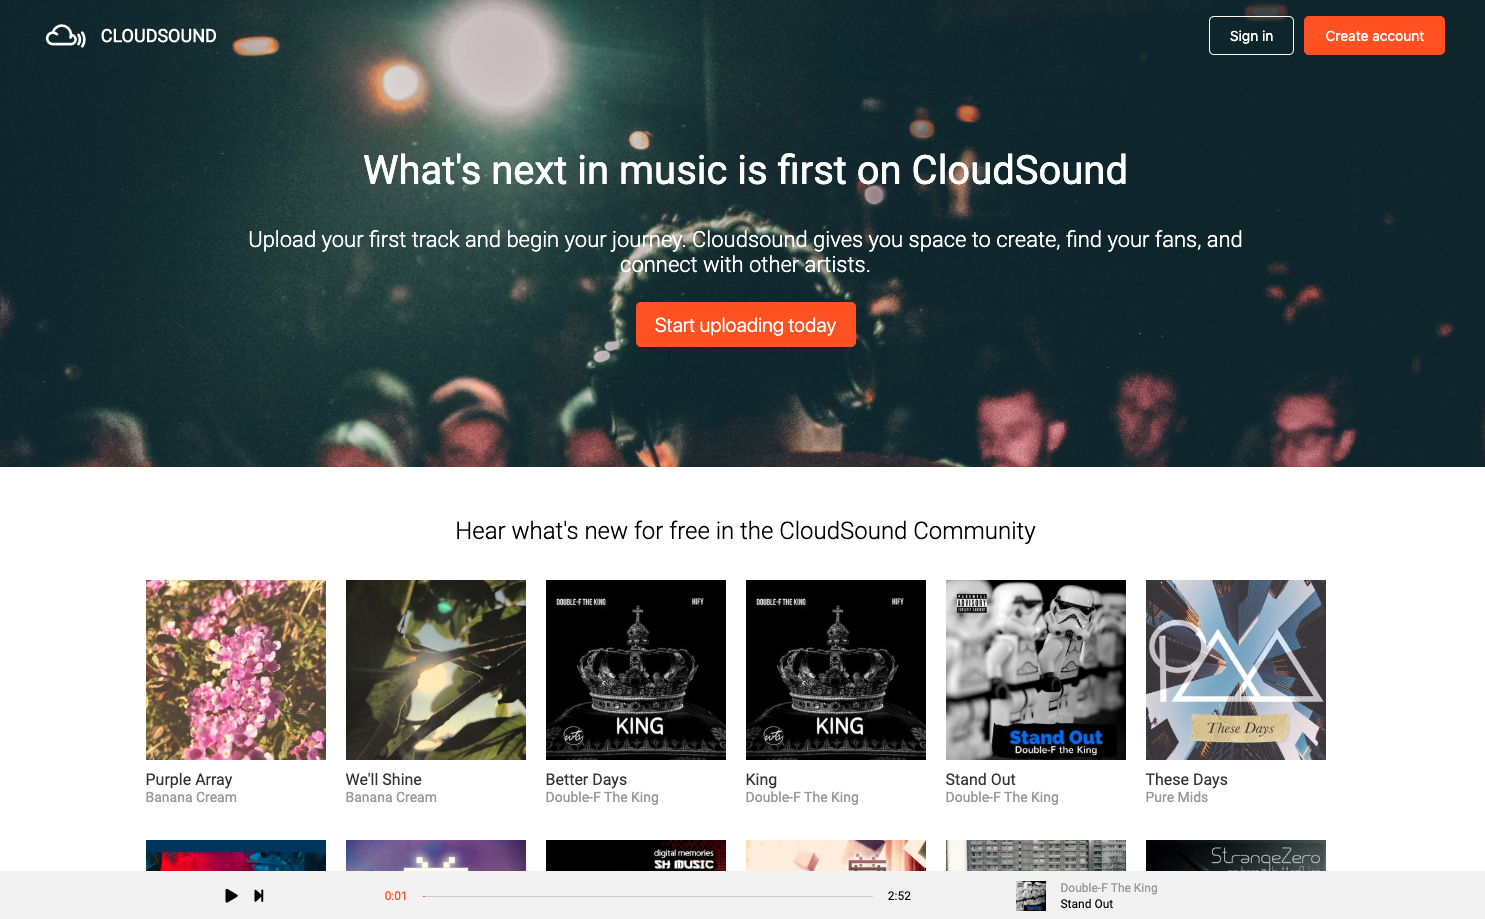 CLOUDSOUND
Sign in
Create account
What's next in music is first on CloudSound
Upload your first track and begin your journey. Cloudsound gives you space to create, find your fans, and
connect with other artists.
Start uploading today
Hear what's new for free in the CloudSound Community
DOUBLE-F THE KING
HIFY
KING
DOUBLE-F THE KING
HIFY
KING
PARENTAL
ADVISORY
EXPLICIT CONTENT
Stand Out
Double-F the King
These Days
Purple Array
Banana Cream
We'll Shine
Banana Cream
Better Days
Double-F The King
King
Double-F The King
Stand Out
Double-F The King
These Days
Pure Mids
digital memories
SH MUSIC
StrangeZero
0:01
2:52
Double-F The King
Stand Out